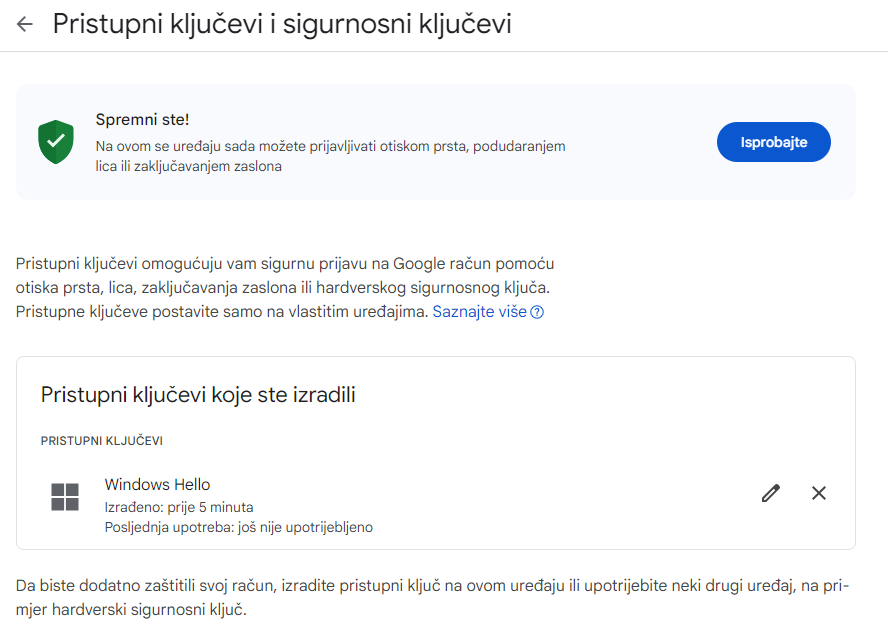 Pristupni ključevi i sigurnosni ključevi
Spremni ste!
Na ovom se uređaju sada možete prijavljivati otiskom prsta, podudaranjem
lica ili zaključavanjem zaslona
Isprobajte
Pristupni ključevi omogućuju vam sigurnu prijavu na Google račun pomoću
otiska prsta, lica, zaključavanja zaslona ili hardverskog sigurnosnog ključa.
Pristupne ključeve postavite samo na vlastitim uređajima. Saznajte više
Pristupni ključevi koje ste izradili
PRISTUPNI KLJUČEVI
Windows Hello
Izrađeno: prije 5 minuta
Posljednja upotreba: još nije upotrijebljeno
Da biste dodatno zaštitili svoj račun, izradite pristupni ključ na ovom uređaju ili upotrijebite neki drugi uređaj, na pri-
mjer hardverski sigurnosni ključ.